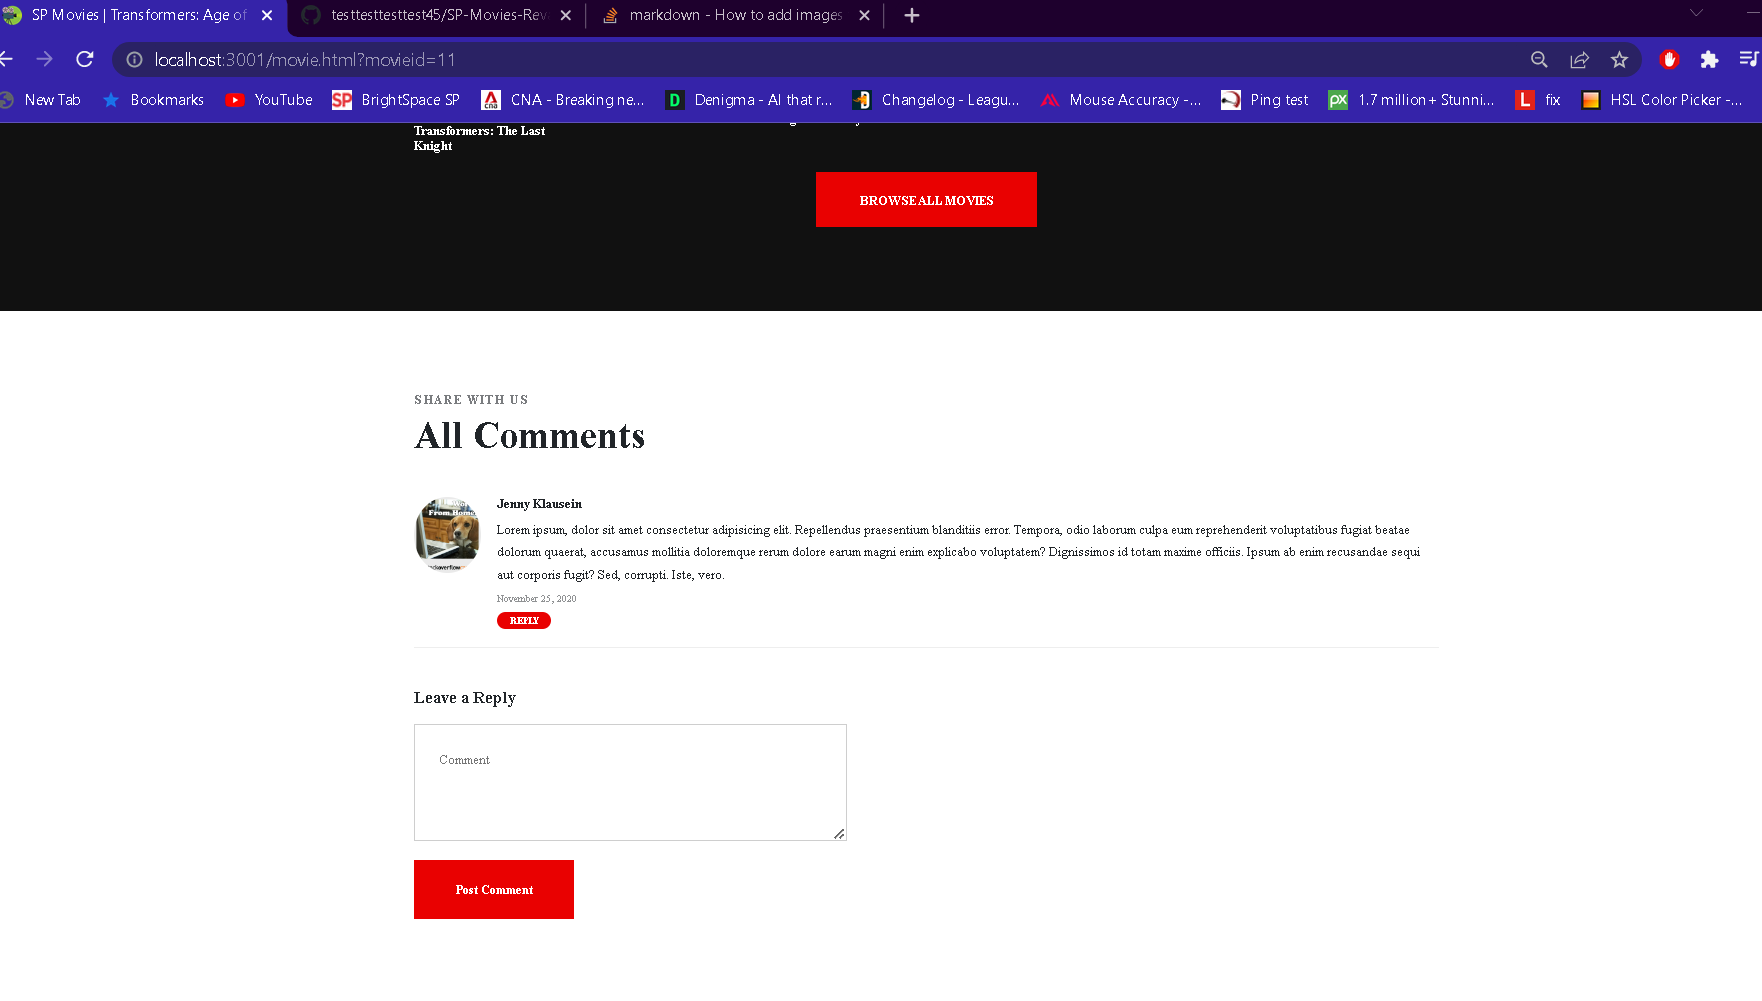 SP Movies | Transformers: Age of
testtesttesttest45/SP-Movies-Rev
markdown - How to add images
localhost:3001/movie.html?movieid=11
New Tab
Bookmarks
YouTube
SP
BrightSpace SP
CNA - Breaking ne...
D
Denigma - AI that r...
Changelog - Leagu...
Mouse Accuracy -...
Ping test
px
1.7 million+ Stunni...
L
fix
HSL Color Picker -...
Transformers: The Last
Knight
BROWSE ALL MOVIES
SHARE WITH US
All Comments
From Home
Jenny Klausein
Lorem ipsum, dolor sit amet consectetur adipisicing elit. Repellendus praesentium blanditiis error. Tempora, odio laborum culpa eum reprehenderit voluptatibus fugiat beatae
dolorum quaerat, accusamus mollitia doloremque rerum dolore earum magni enim explicabo voluptatem? Dignissimos id totam maxime officiis. Ipsum ab enim recusandae sequi
aut corporis fugit? Sed, corrupti. Iste, vero.
November 25, 2020
REPLY
Leave a Reply
Comment
Post Comment